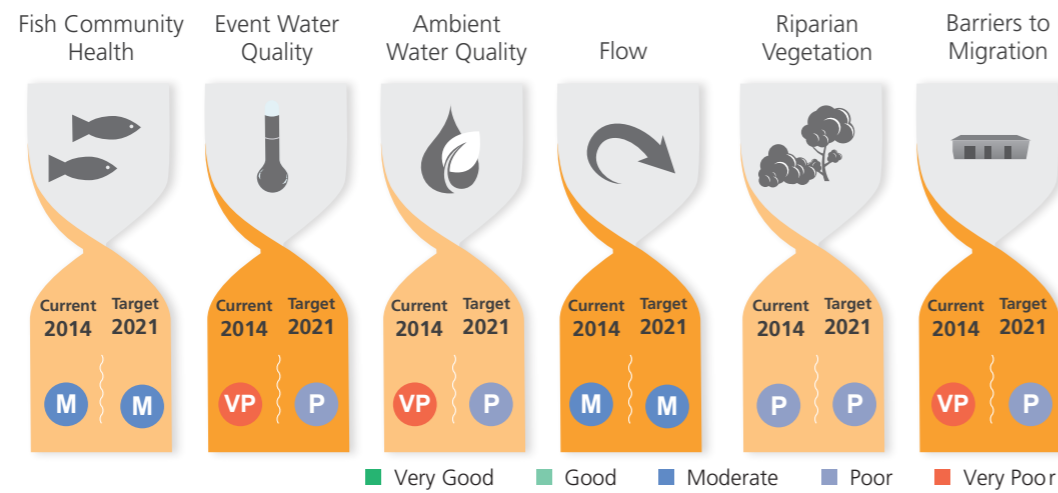 Fish Community
Health
Event Water
Quality
Ambient
Water Quality
Flow
Riparian
Vegetation
Barriers to
Migration
Current Target
2014 2021
M M
Current Target
2014 2021
VP P
Current Target
2014 2021
VP P
Current Target
2014 2021
M M
Current Target
2014 2021
P P
Current Target
2014 2021
VP P
Very Good Good Moderate Poor Very Poor